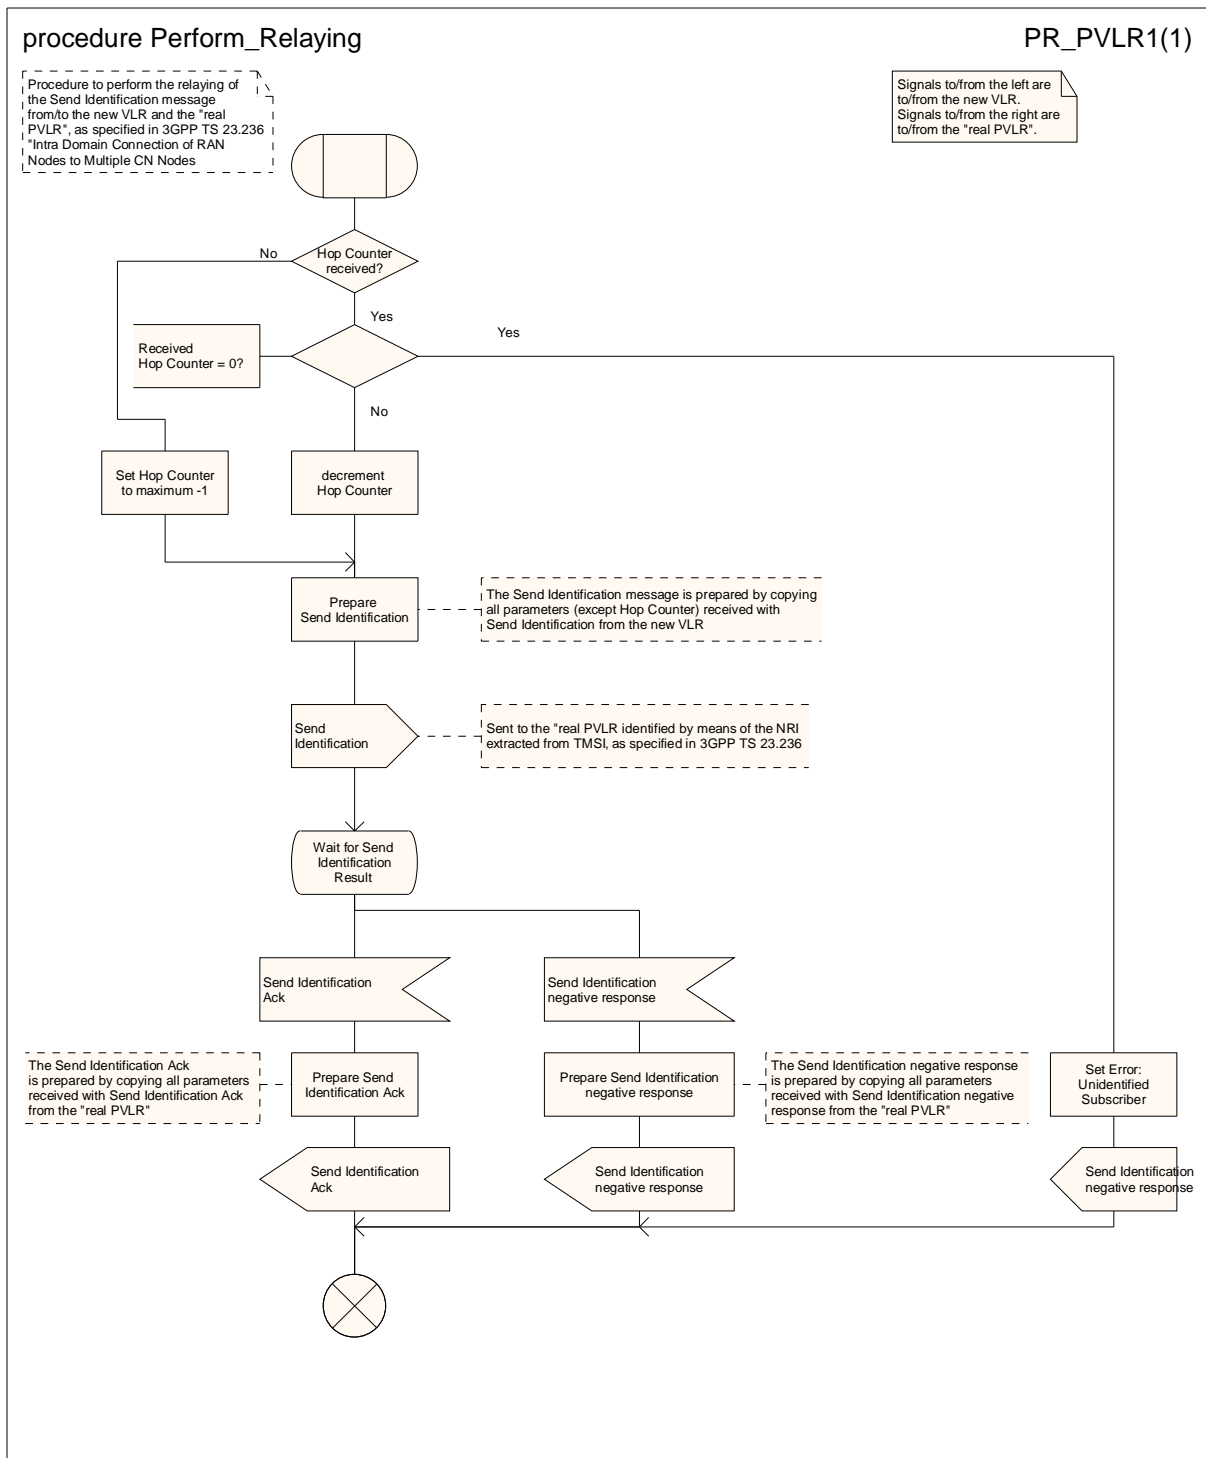 procedure Perform_Relaying
PR_PVLR1(1)
Procedure to perform the relaying of
the Send Identification message
from/to the new VLR and the "real
PVLR", as specified in 3GPP TS 23.236
"Intra Domain Connection of RAN
Nodes to Multiple CN Nodes
Signals to/from the left are
to/from the new VLR.
Signals to/from the right are
to/from the "real PVLR".
Hop Counter
received?
No
Yes
Received
Hop Counter = 0?
Yes
No
Set Hop Counter
to maximum -1
decrement
Hop Counter
Prepare
Send Identification
The Send Identification message is prepared by copying
all parameters (except Hop Counter) received with
Send Identification from the new VLR
Send
Identification
Sent to the "real PVLR identified by means of the NRI
extracted from TMSI, as specified in 3GPP TS 23.236
Wait for Send
Identification
Result
Send Identification
Ack
Send Identification
negative response
The Send Identification Ack
is prepared by copying all parameters
received with Send Identification Ack
from the "real PVLR"
Prepare Send
Identification Ack
Prepare Send Identification
negative response
The Send Identification negative response
is prepared by copying all parameters
received with Send Identification negative
response from the "real PVLR"
Set Error:
Unidentified
Subscriber
Send Identification
Ack
Send Identification
negative response
Send Identification
negative response